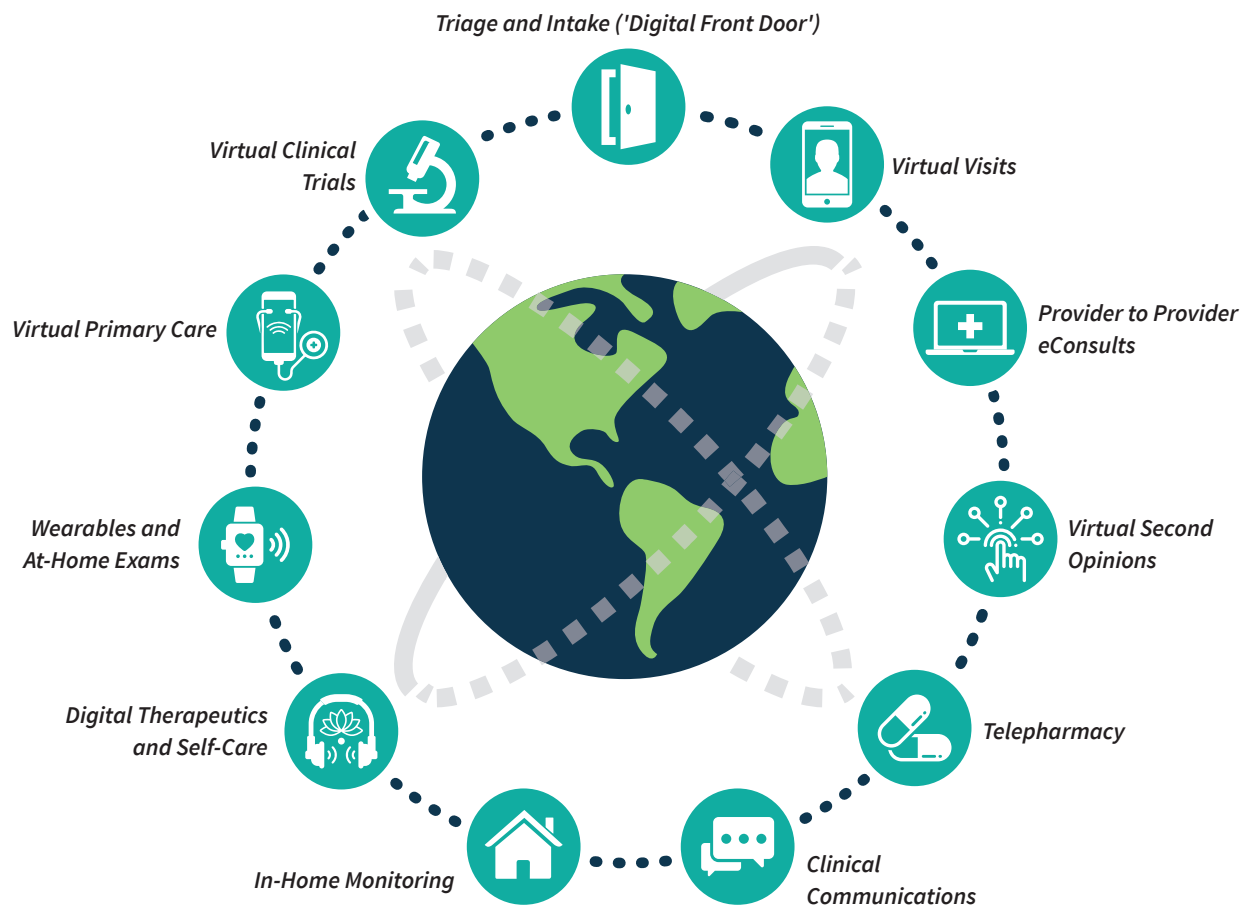 Triage and Intake ('Digital Front Door')
Virtual Visits
Provider to Provider
eConsults
Virtual Second
Opinions
Telepharmacy
Clinical
Communications
In-Home Monitoring
Digital Therapeutics
and Self-Care
Wearables and
At-Home Exams
Virtual Primary Care
Virtual Clinical
Trials